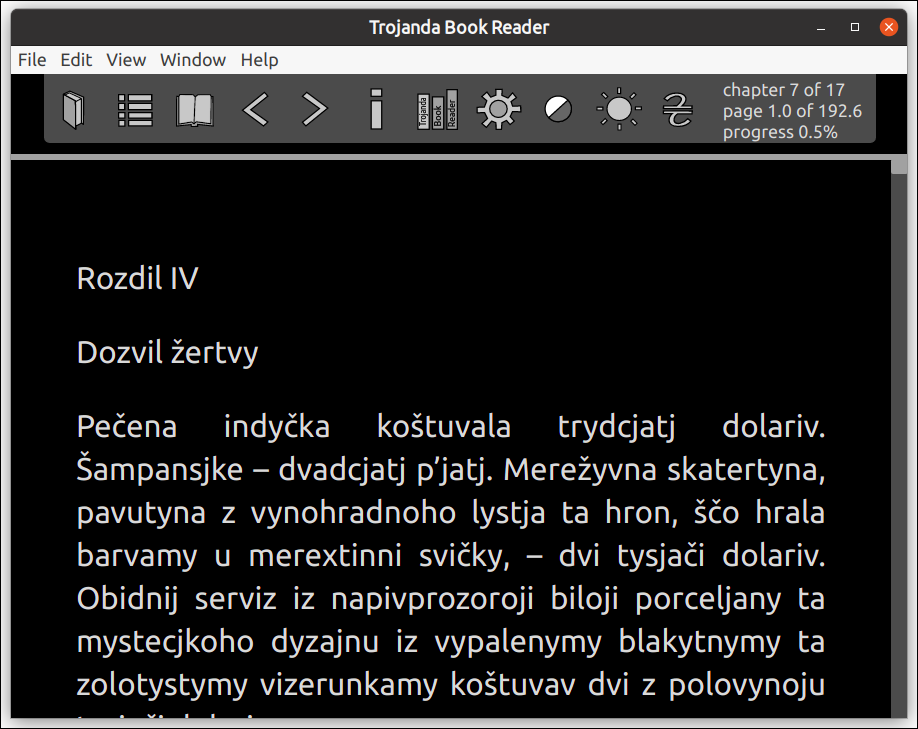 Trojanda Book Reader
File Edit View Window Help
Trojanda
Book
Reader
chapter 7 of 17
page 1.0 of 192.6
progress 0.5%
Rozdil IV
Dozvil žertvy
Pečena indyčka koštuvala trydcjatj dolariv.
Šampansjke – dvadcjatj p’jatj. Merežyvna skatertyna,
pavutyna z vynohradnoho lystja ta hron, ščo hrala
barvamy u merextinni svičky, – dvi tysjači dolariv.
Obidnij serviz iz napivprozoroji biloji porceljany ta
mystecjkoho dyzajnu iz vypalenymy blakytnymy ta
zolotystymy vizerunkamy koštuvav dvi z polovynoju